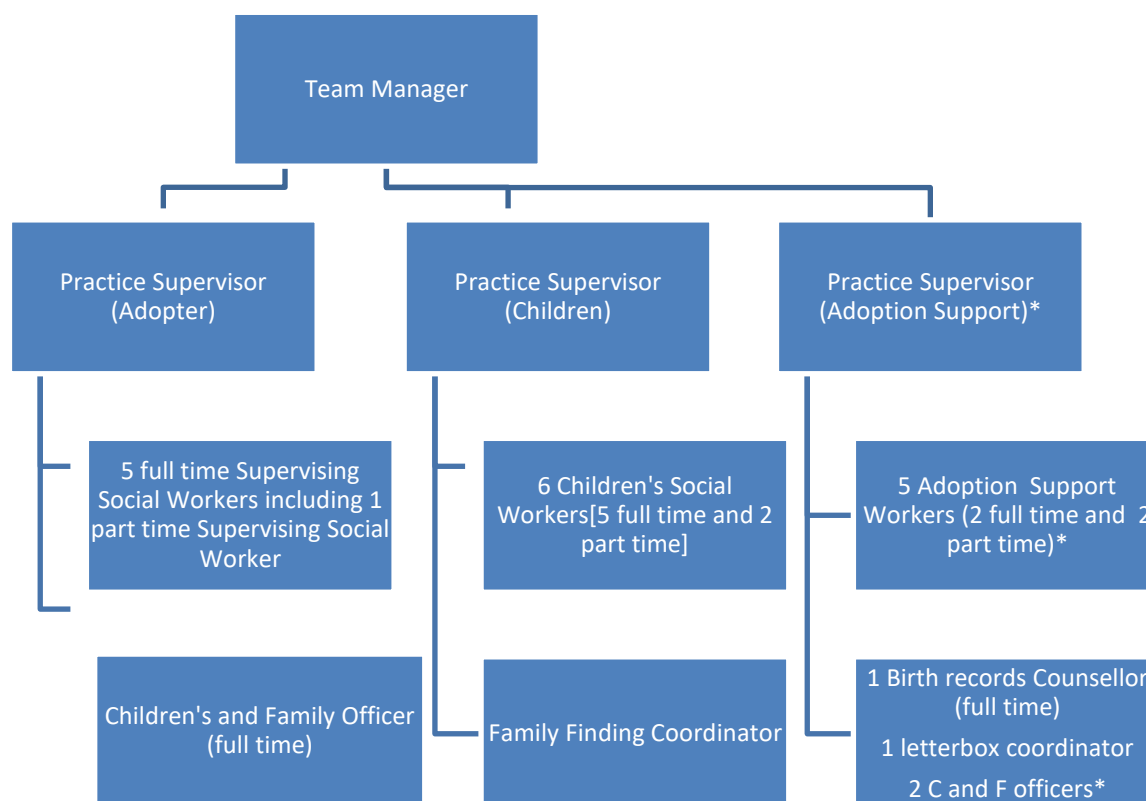 Team Manager
Practice Supervisor
(Adopter)
Practice Supervisor
(Children)
Practice Supervisor
(Adoption Support)*
5 full time Supervising
Social Workers including 1
part time Supervising Social
Worker
6 Children's Social
Workers[5 full time and 2
part time]
5 Adoption  Support
Workers (2 full time and  2
part time)*
Children's and Family Officer
(full time)
Family Finding Coordinator
1 Birth records Counsellor
(full time)
1 letterbox coordinator
2 C and F officers*